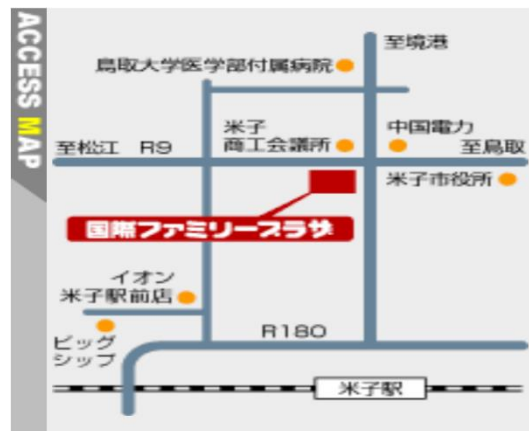 ACCESS MAP
至境港
鳥取大学医学部付属病院
米子
商工会議所
中国電力
至松江 R9
至鳥取
米子市役所
国際ファミリープラザ
イオン
米子駅前店
ビッグ
シップ
R180
米子駅